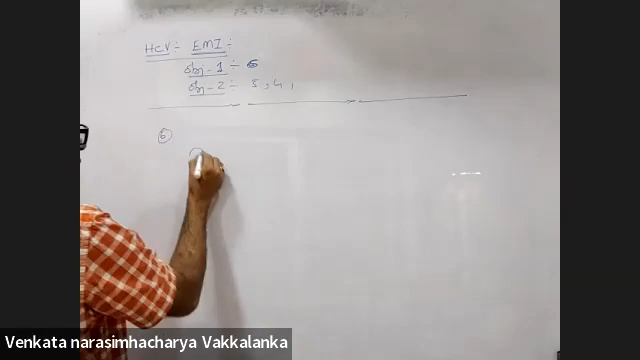 HCV÷ EMI÷
obj-1÷ 6
obj-2÷ 3,4,
6
Venkata narasimhacharya Vakkalanka